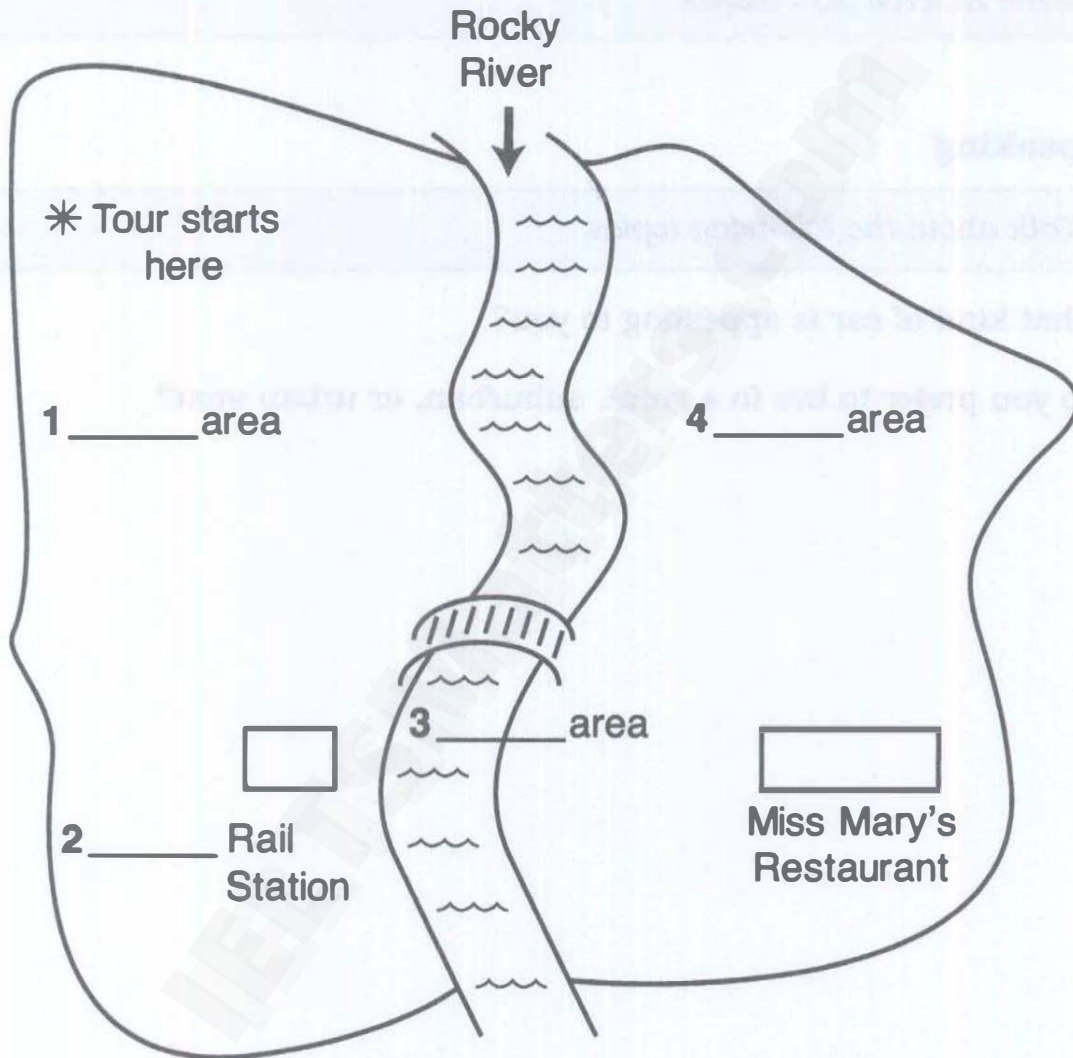 Rocky
River
* Tour starts
here
1 ______ area
4 ______ area
3 ______ area
2 ______ Rail
Station
Miss Mary's
Restaurant